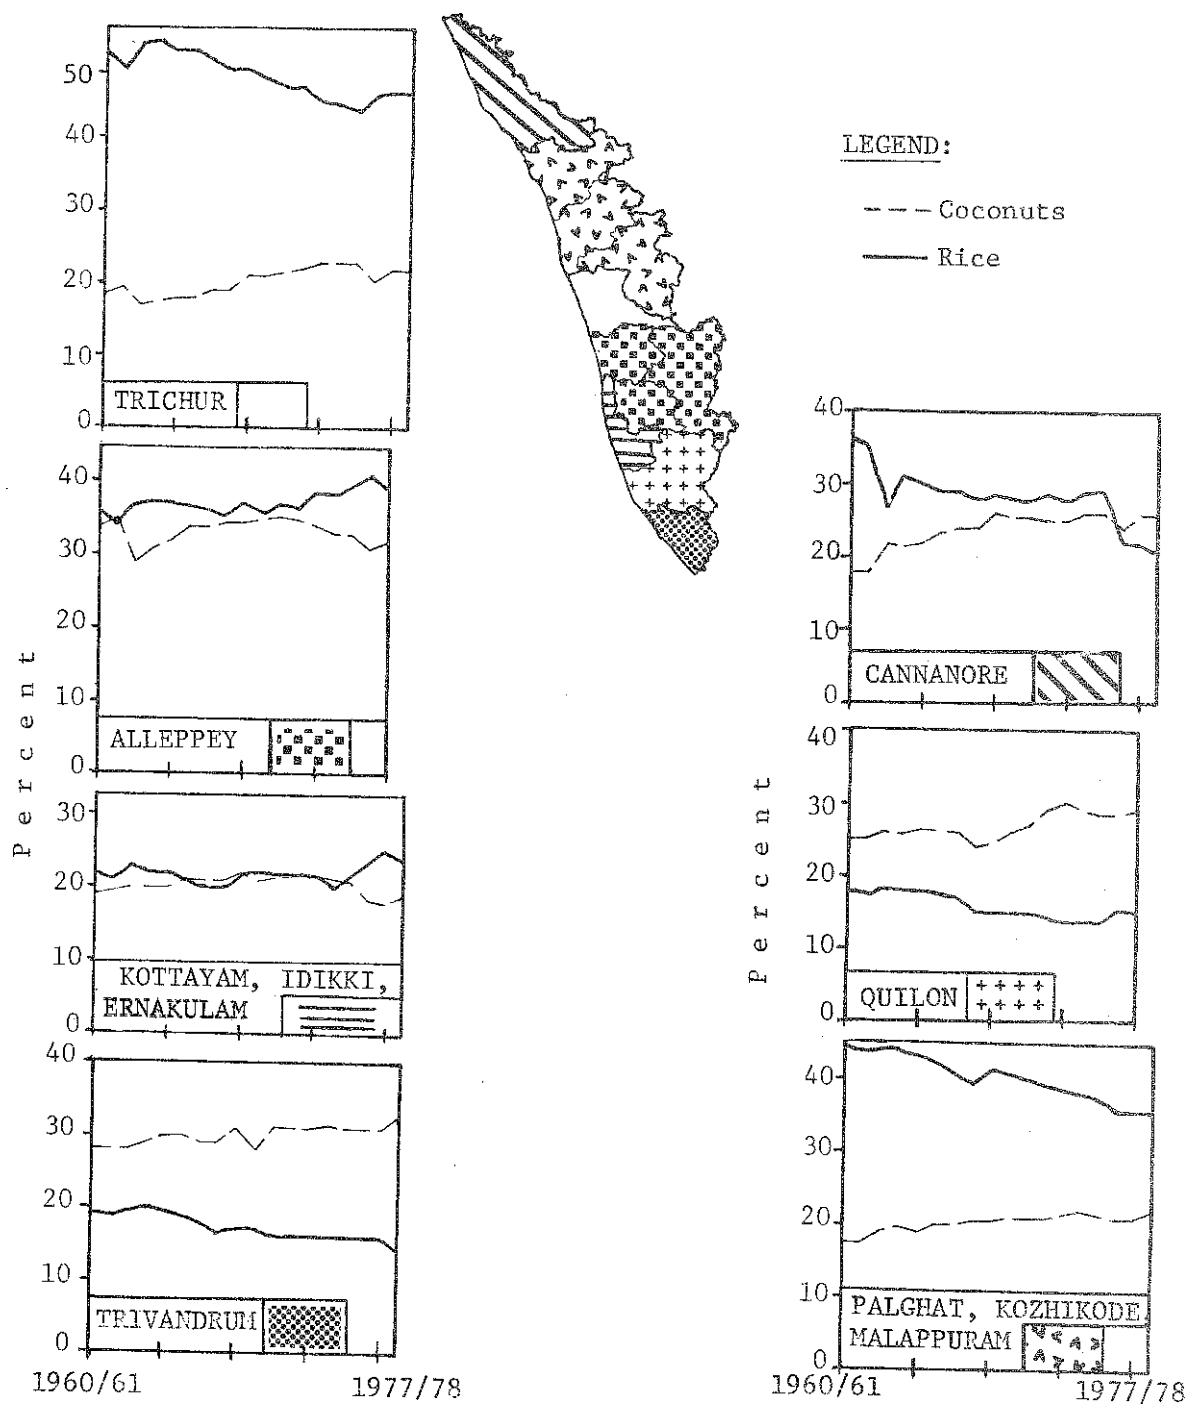 50
40
30
20
10
0
TRICHUR
LEGEND:
Coconuts
Rice
40
30
20
10
0
ALLEPPEY
Percent
30
20
10
0
KOTTAYAM, IDIKKI,
ERNAKULAM
40
30
20
10
0
TRIVANDRUM
1960/61 1977/78
40
30
20
10
0
CANNANORE
40
30
20
10
0
QUILON
Percent
40
30
20
10
0
PALGHAT, KOZHIKODE
MALAPPURAM
1960/61 1977/78